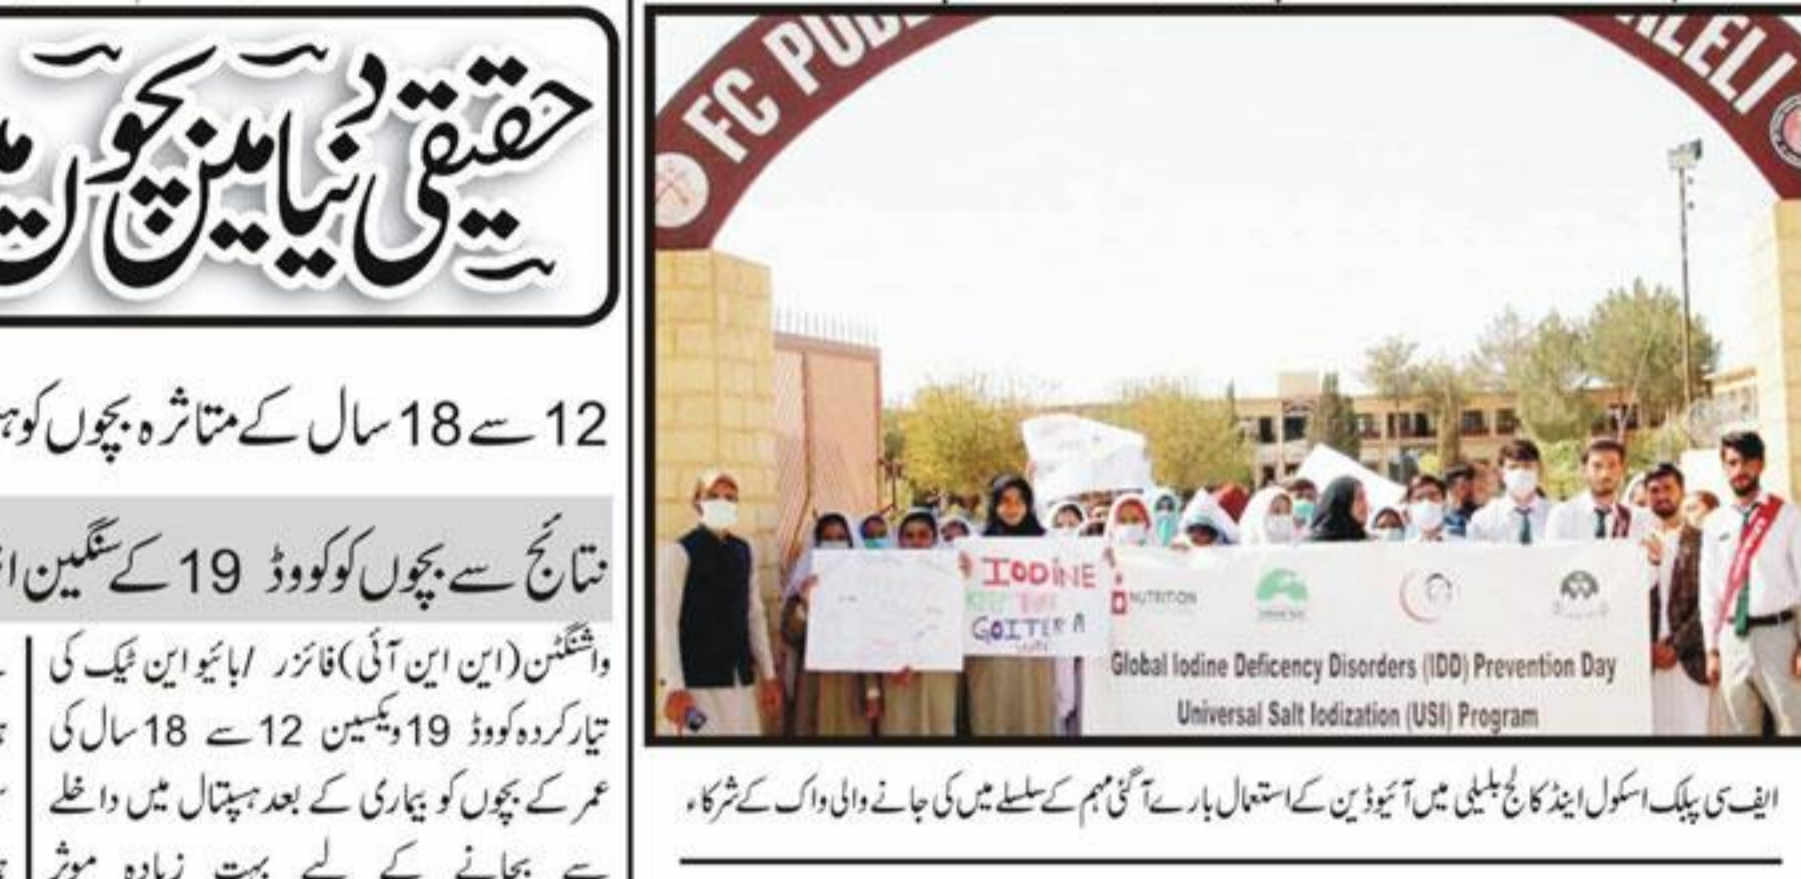 حقیقی دنیا میں بچوں
12 سے 18 سال کے متاثرہ بچوں کو
نتائج سے بچوں کو کووڈ 19 کے سنگین
واشنگٹن (این این آئی) فائزر / بائیو این ٹیک کی
تیار کردہ کووڈ 19 ویکسین 12 سے 18 سال کی
عمر کے بچوں کو بیماری کے بعد ہسپتال میں داخلے
سے بچانے کے لیے بہت زیادہ موثر
FC PUB
ELI
IODINE
GOITER A
NUTRITION
Global Iodine Deficency Disorders (IDD) Prevention Day
Universal Salt Iodization (USI) Program
ایف سی پبلک اسکول اینڈ کالج بلیلی میں آئیوڈین کے استعمال بارے آگئی مہم کے سلسلے میں کی جانے والی واک کے شرکاء